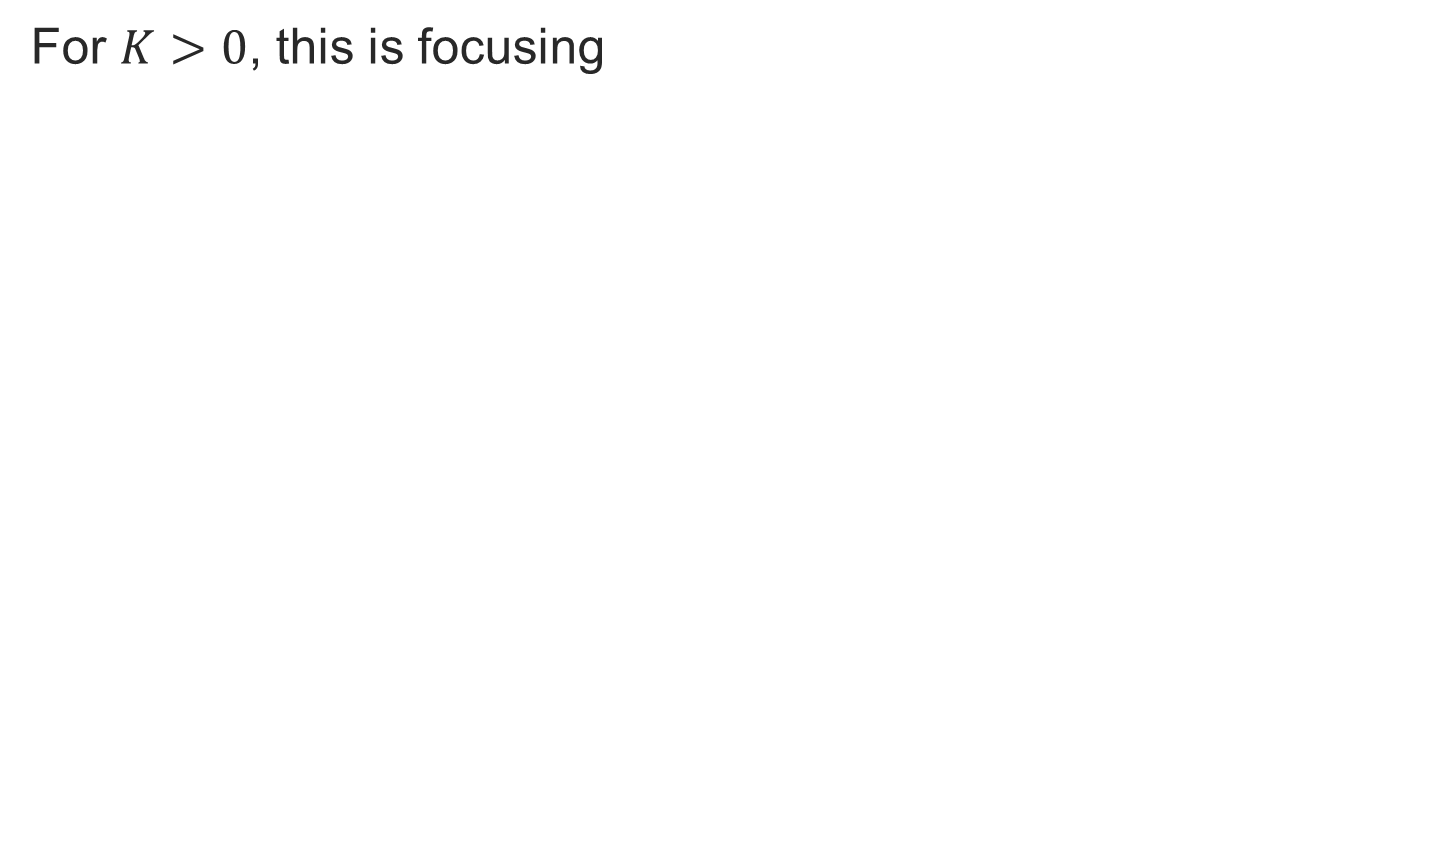 For 𝐾 > 0, this is focusing